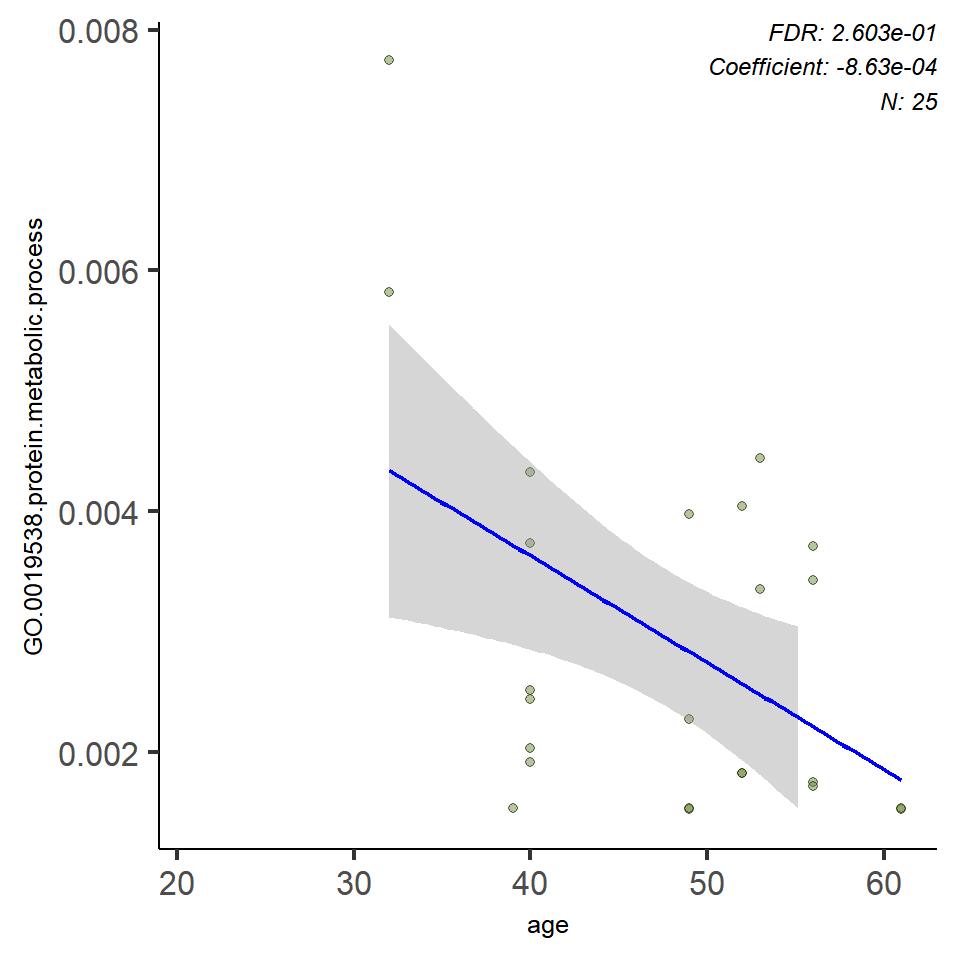 FDR: 2.603e-01
Coefficient: -8.63e-04
N: 25
GO.0019538.protein.metabolic.process
0.008
0.006
0.004
0.002
20 30 40 50 60
age